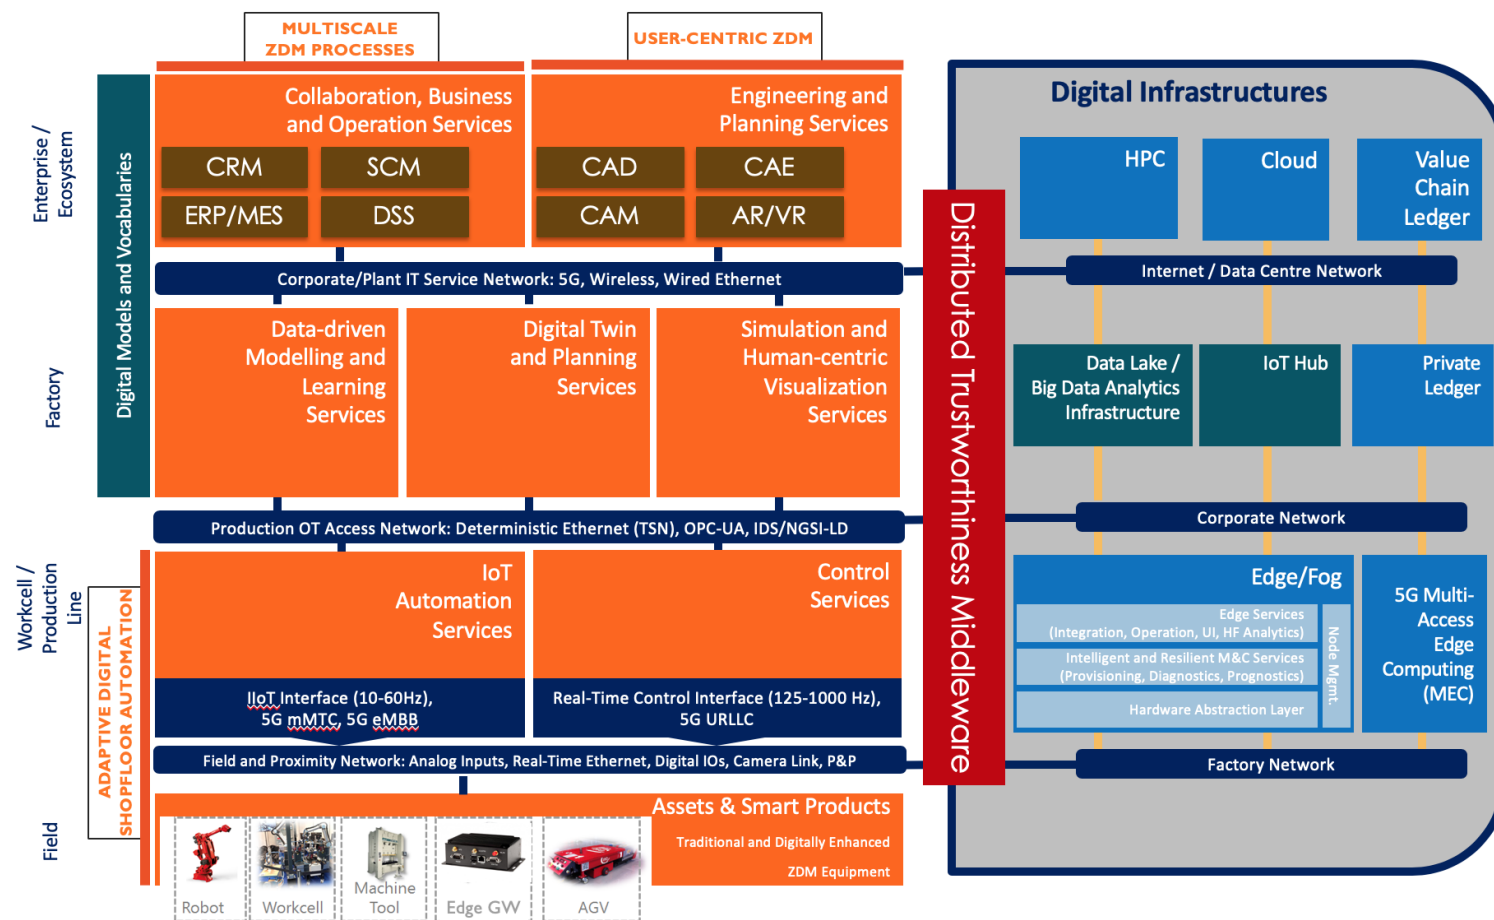 MULTISCALE
ZDM PROCESSES
USER-CENTRIC ZDM
Enterprise /
Ecosystem
Factory
Workcell /
Production
Line
Field
Digital Models and Vocabularies
ADAPTIVE DIGITAL
SHOPFLOOR AUTOMATION
Collaboration, Business
and Operation Services
CRM
SCM
ERP/MES
DSS
Engineering and
Planning Services
CAD
CAE
CAM
AR/VR
Corporate/Plant IT Service Network: 5G, Wireless, Wired Ethernet
Data-driven
Modelling and
Learning
Services
Digital Twin
and Planning
Services
Simulation and
Human-centric
Visualization
Services
Production OT Access Network: Deterministic Ethernet (TSN), OPC-UA, IDS/NGSI-LD
IoT
Automation
Services
Control
Services
IIoT Interface (10-60Hz),
5G mMTC, 5G eMBB
Real-Time Control Interface (125-1000 Hz),
5G URLLC
Field and Proximity Network: Analog Inputs, Real-Time Ethernet, Digital IOs, Camera Link, P&P
Assets & Smart Products
Traditional and Digitally Enhanced
ZDM Equipment
Robot
Workcell
Machine
Tool
Edge GW
AGV
Distributed Trustworthiness Middleware
Digital Infrastructures
HPC
Cloud
Value
Chain
Ledger
Internet / Data Centre Network
Data Lake /
Big Data Analytics
Infrastructure
IoT Hub
Private
Ledger
Corporate Network
Edge/Fog
Edge Services
(Integration, Operation, UI, HF Analytics)
Intelligent and Resilient M&C Services
(Provisioning, Diagnostics, Prognostics)
Hardware Abstraction Layer
Node Mgmt.
5G Multi-
Access
Edge
Computing
(MEC)
Factory Network